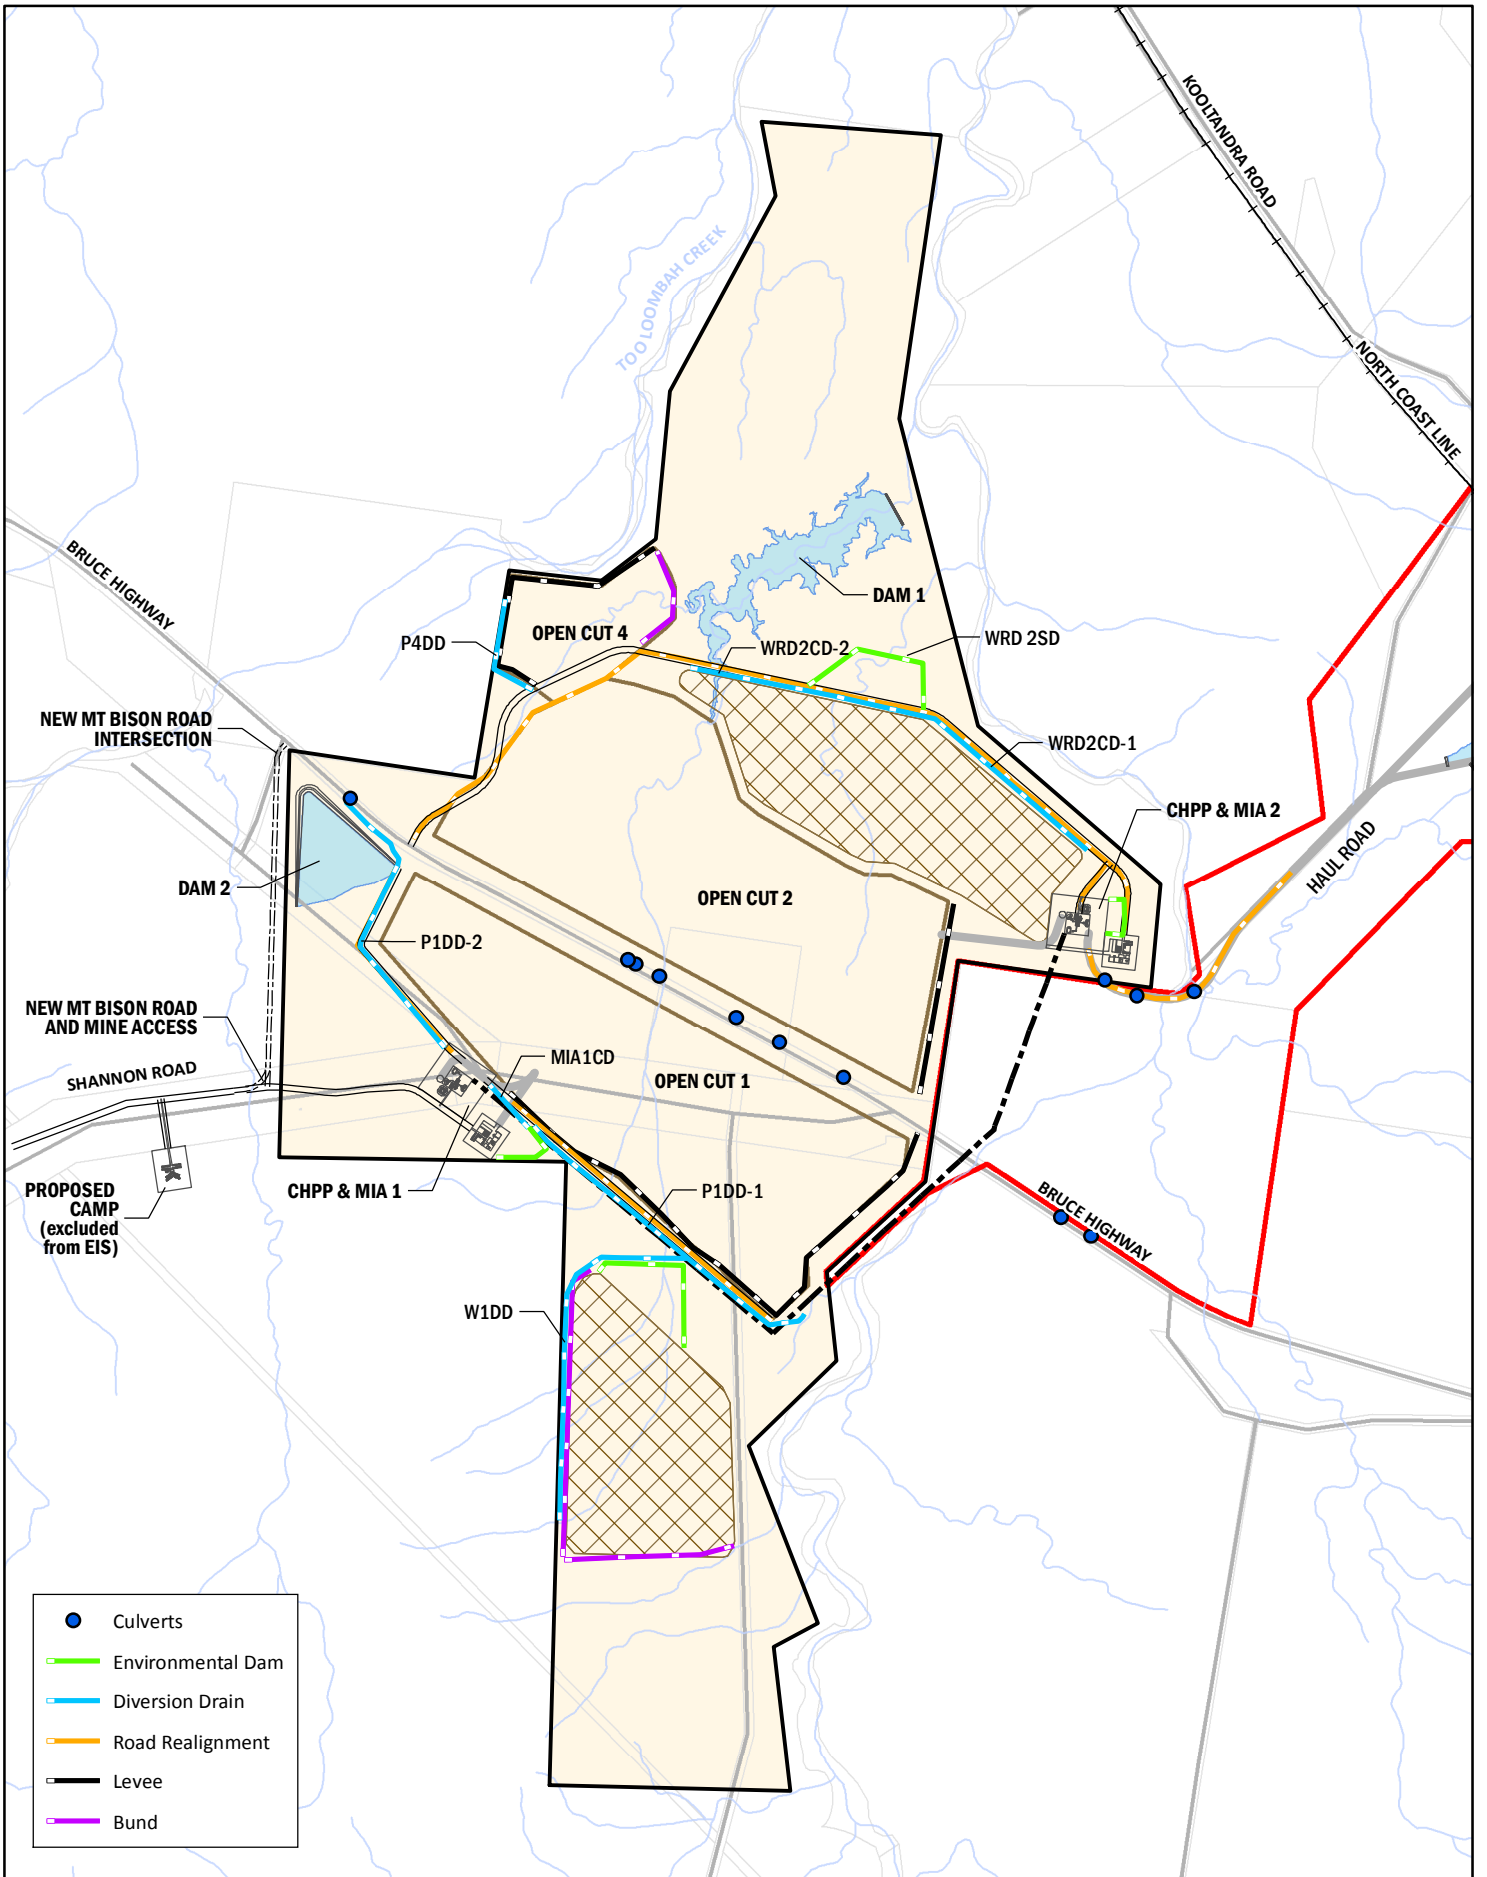 KOOLTANDRA ROAD
TOOLOOMBAH CREEK
NORTH COAST LINE
BRUCE HIGHWAY
DAM 1
OPEN CUT 4
P4DD
WRD2CD-2
WRD 2SD
NEW MT BISON ROAD
INTERSECTION
WRD2CD-1
CHPP & MIA 2
HAUL ROAD
DAM 2
OPEN CUT 2
P1DD-2
NEW MT BISON ROAD
AND MINE ACCESS
MIA1CD
SHANNON ROAD
OPEN CUT 1
PROPOSED
CAMP
(excluded
from EIS)
CHPP & MIA 1
P1DD-1
BRUCE HIGHWAY
W1DD
Culverts
Environmental Dam
Diversion Drain
Road Realignment
Levee
Bund